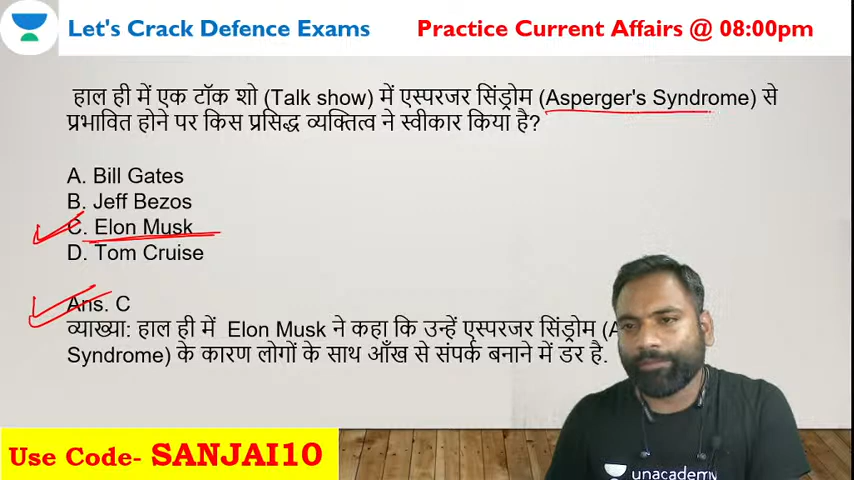 Let's Crack Defence Exams Practice Current Affairs @ 08:00pm
हाल ही में एक टॉक शो (Talk show) में एस्परजर सिंड्रोम (Asperger's Syndrome) से
प्रभावित होने पर किस प्रसिद्ध व्यक्तित्व ने स्वीकार किया है?
A. Bill Gates
B. Jeff Bezos
C. Elon Musk
D. Tom Cruise
Ans. C
व्याख्या: हाल ही में Elon Musk ने कहा कि उन्हें एस्परजर सिंड्रोम
Syndrome) के कारण लोगों के साथ आँख से संपर्क बनाने में डर है.
Use Code- SANJAI10
unacademy